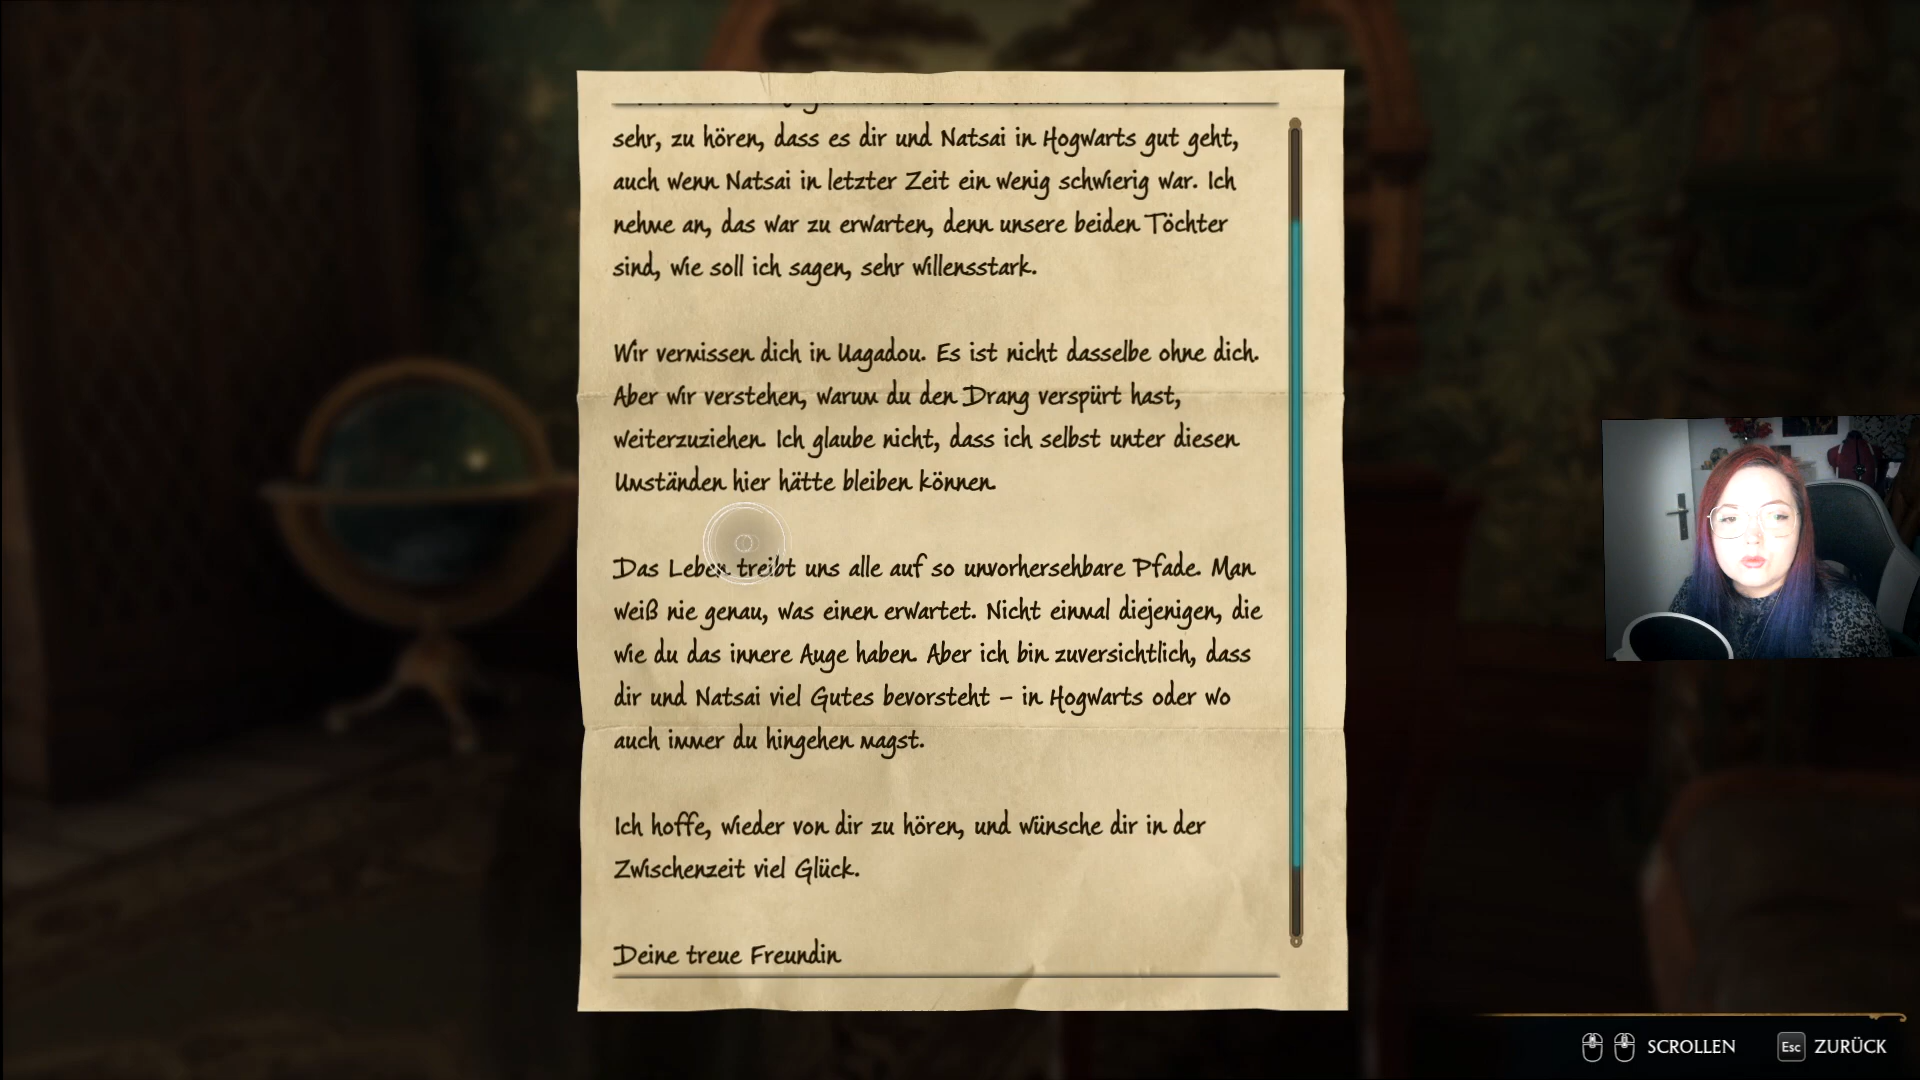 sehr, zu hören, dass es dir und Natsai in Hogwarts gut geht,
auch wenn Natsai in letzter Zeit ein wenig schwierig war. Ich
nehme an, das war zu erwarten, denn unsere beiden Töchter
sind, wie soll ich sagen, sehr willensstark.
Wir vermissen dich in Uagadou. Es ist nicht dasselbe ohne dich.
Aber wir verstehen, warum du den Drang verspürt hast,
weiterzuziehen. Ich glaube nicht, dass ich selbst unter diesen
Umständen hier hätte bleiben können.
Das Leben treibt uns alle auf so unvorhersehbare Pfade. Man
weiß nie genau, was einen erwartet. Nicht einmal diejenigen, die
wie du das innere Auge haben. Aber ich bin zuversichtlich, dass
dir und Natsai viel Gutes bevorsteht – in Hogwarts oder wo
auch immer du hingehen magst.
Ich hoffe, wieder von dir zu hören, und wünsche dir in der
Zwischenzeit viel Glück.
Deine treue Freundin
SCROLLEN
Esc ZURÜCK